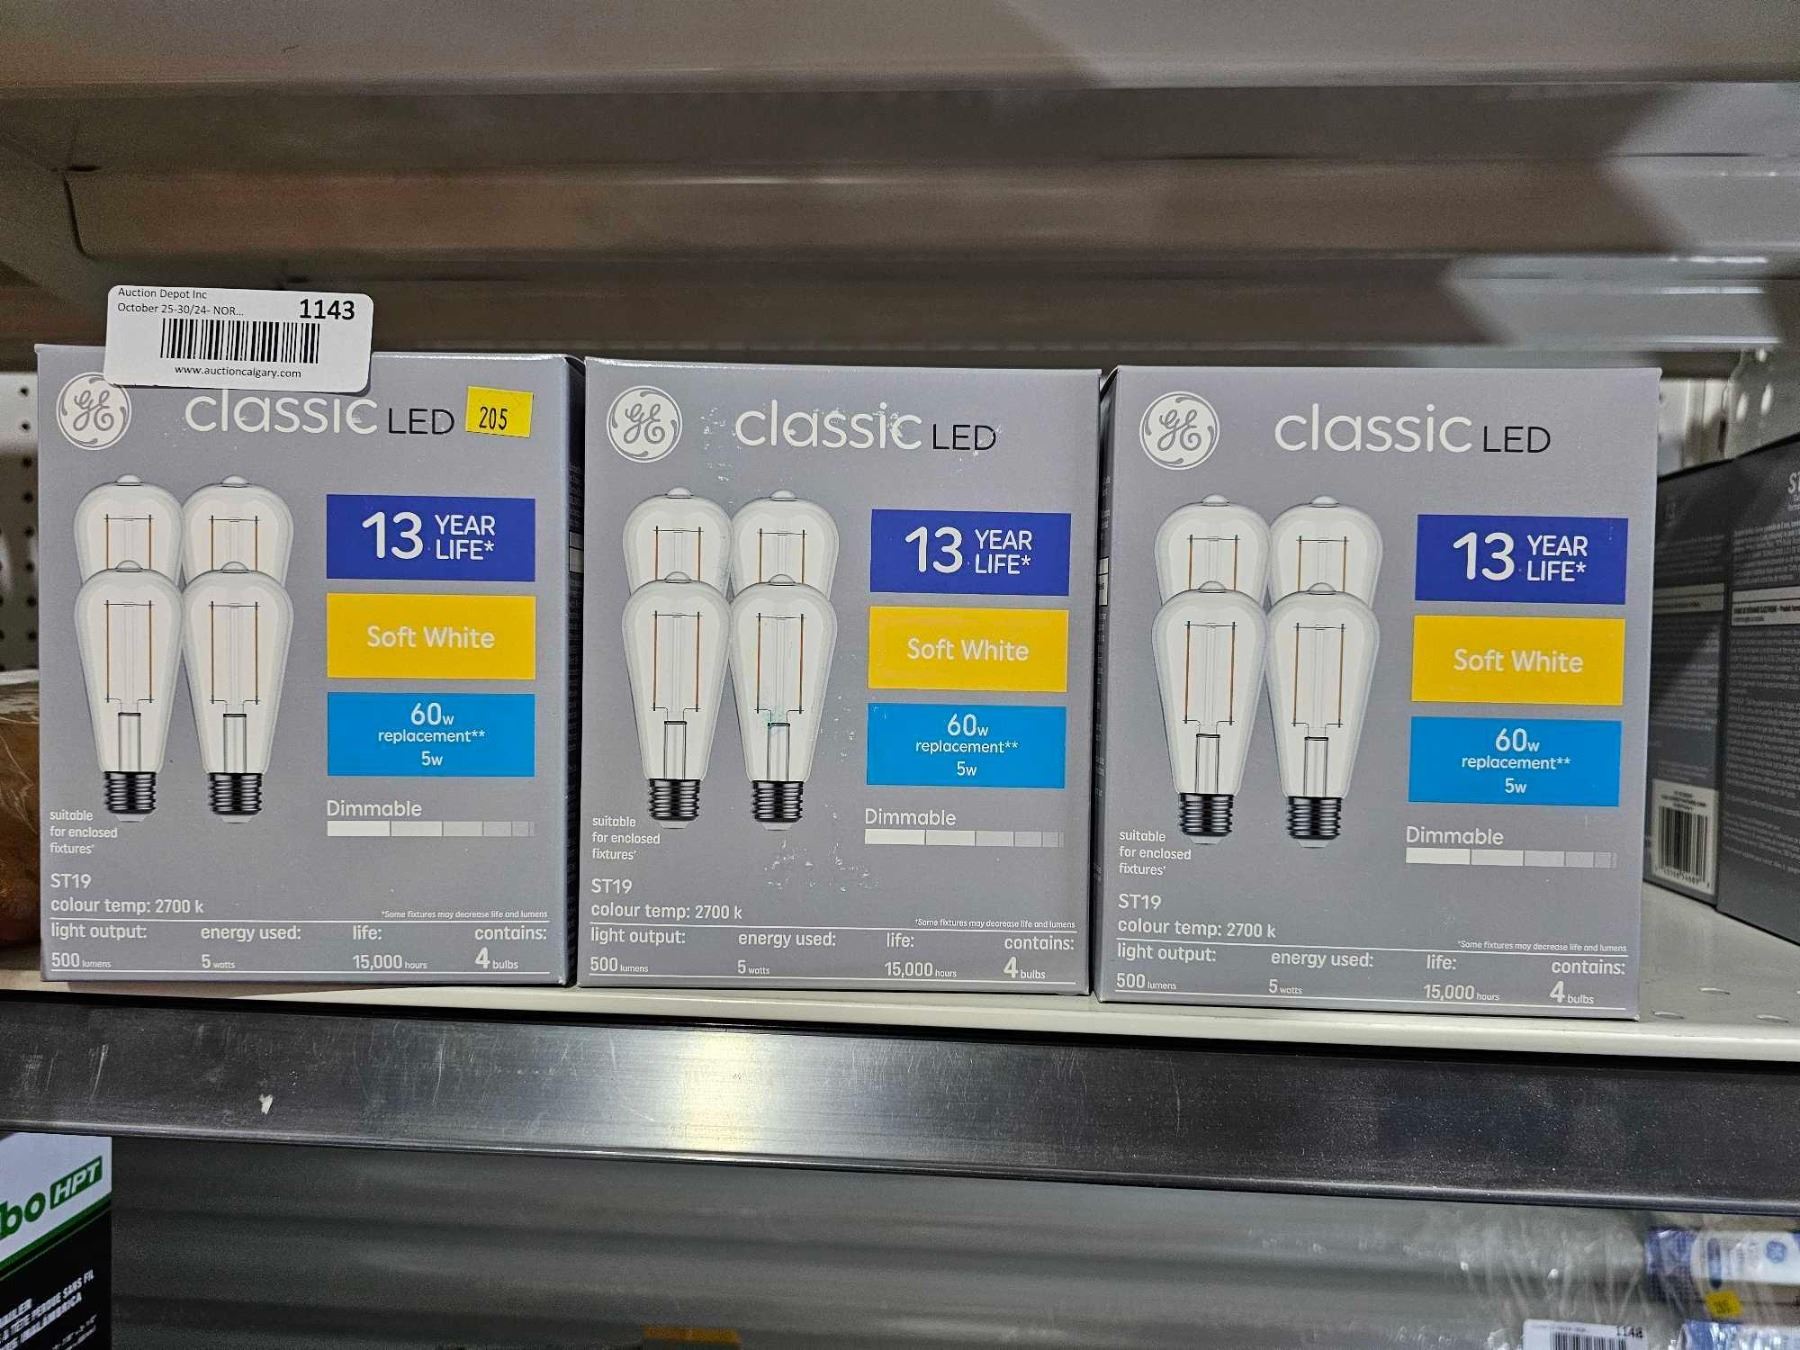 Auction Depot Inc
October 25-30/24- NOR... 1143
www.auctioncalgary.com
GE classic LED 205
13 YEAR LIFE*
Soft White
60w
replacement**
5w
Dimmable
suitable
for enclosed
fixtures'
ST19
colour temp: 2700 k
*Some fixtures may decrease life and lumens
light output: energy used: life: contains:
500 lumens 5 watts 15,000 hours 4 bulbs
GE classic LED
13 YEAR LIFE*
Soft White
60w
replacement**
5w
Dimmable
suitable
for enclosed
fixtures'
ST19
colour temp: 2700 k
*Some fixtures may decrease life and lumens
light output: energy used: life: contains:
500 lumens 5 watts 15,000 hours 4 bulbs
GE classic LED
13 YEAR LIFE*
Soft White
60w
replacement**
5w
Dimmable
suitable
for enclosed
fixtures'
ST19
colour temp: 2700 k
*Some fixtures may decrease life and lumens
light output: energy used: life: contains:
500 lumens 5 watts 15,000 hours 4 bulbs
bo HPT
1148